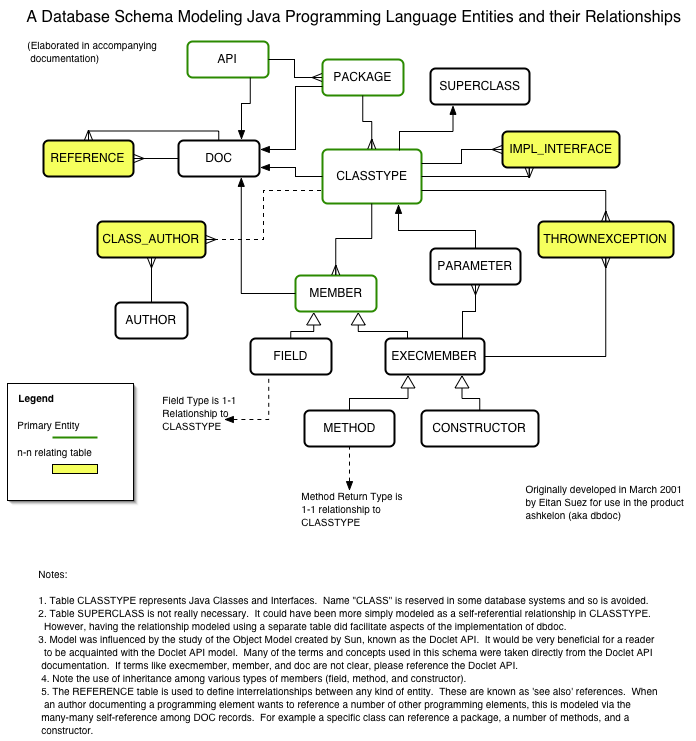 A Database Schema Modeling Java Programming Language Entities and their Relationships
(Elaborated in accompanying
documentation)
API
PACKAGE
SUPERCLASS
REFERENCE
DOC
CLASSTYPE
IMPL_INTERFACE
CLASS_AUTHOR
THROWNEXCEPTION
PARAMETER
MEMBER
AUTHOR
FIELD
EXECMEMBER
Legend
Primary Entity
n-n relating table
Field Type is 1-1
Relationship to
CLASSTYPE
METHOD
CONSTRUCTOR
Method Return Type is
1-1 relationship to
CLASSTYPE
Originally developed in March 2001
by Eitan Suez for use in the product
ashkelon (aka dbdoc)
Notes:
1. Table CLASSTYPE represents Java Classes and Interfaces. Name "CLASS" is reserved in some database systems and so is avoided.
2. Table SUPERCLASS is not really necessary. It could have been more simply modeled as a self-referential relationship in CLASSTYPE.
However, having the relationship modeled using a separate table did facilitate aspects of the implementation of dbdoc.
3. Model was influenced by the study of the Object Model created by Sun, known as the Doclet API. It would be very beneficial for a reader
to be acquainted with the Doclet API model. Many of the terms and concepts used in this schema were taken directly from the Doclet API
documentation. If terms like execmember, member, and doc are not clear, please reference the Doclet API.
4. Note the use of inheritance among various types of members (field, method, and constructor).
5. The REFERENCE table is used to define interrelationships between any kind of entity. These are known as 'see also' references. When
an author documenting a programming element wants to reference a number of other programming elements, this is modeled via the
many-many self-reference among DOC records. For example a specific class can reference a package, a number of methods, and a
constructor.